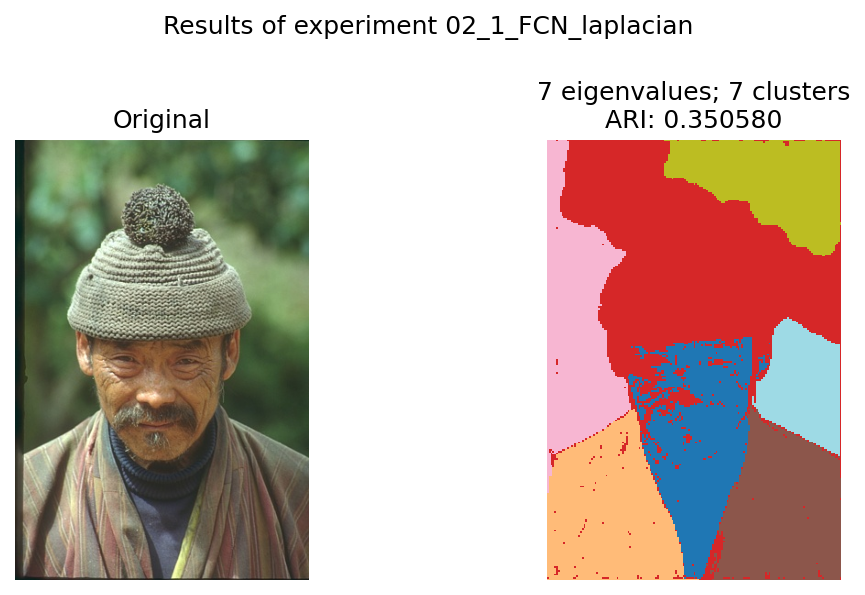 Results of experiment 02_1_FCN_laplacian
Original
7 eigenvalues; 7 clusters
ARI: 0.350580